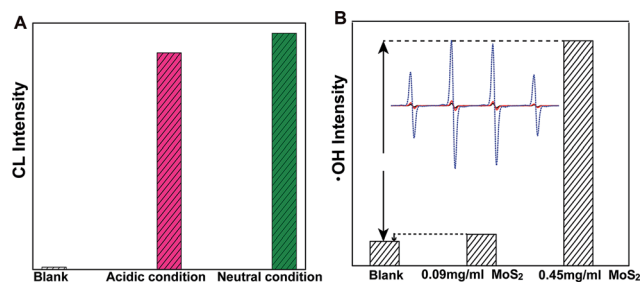 A
CL Intensity
Blank
Acidic condition
Neutral condition
B
•OH Intensity
Blank
0.09mg/ml MoS₂
0.45mg/ml MoS₂